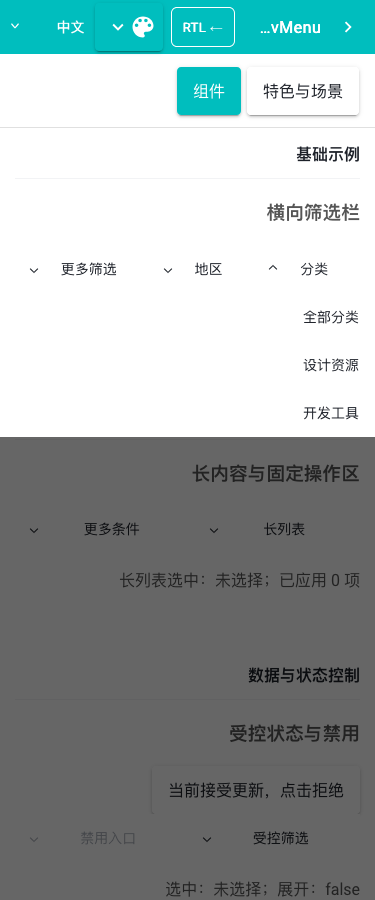 …vMenu
RTL ←
中文
特色与场景
组件
基础示例
横向筛选栏
分类
地区
更多筛选
全部分类
设计资源
开发工具
长内容与固定操作区
长列表
更多条件
长列表选中：未选择；已应用 0 项
数据与状态控制
受控状态与禁用
当前接受更新，点击拒绝
受控筛选
禁用入口
选中：未选择；展开：false